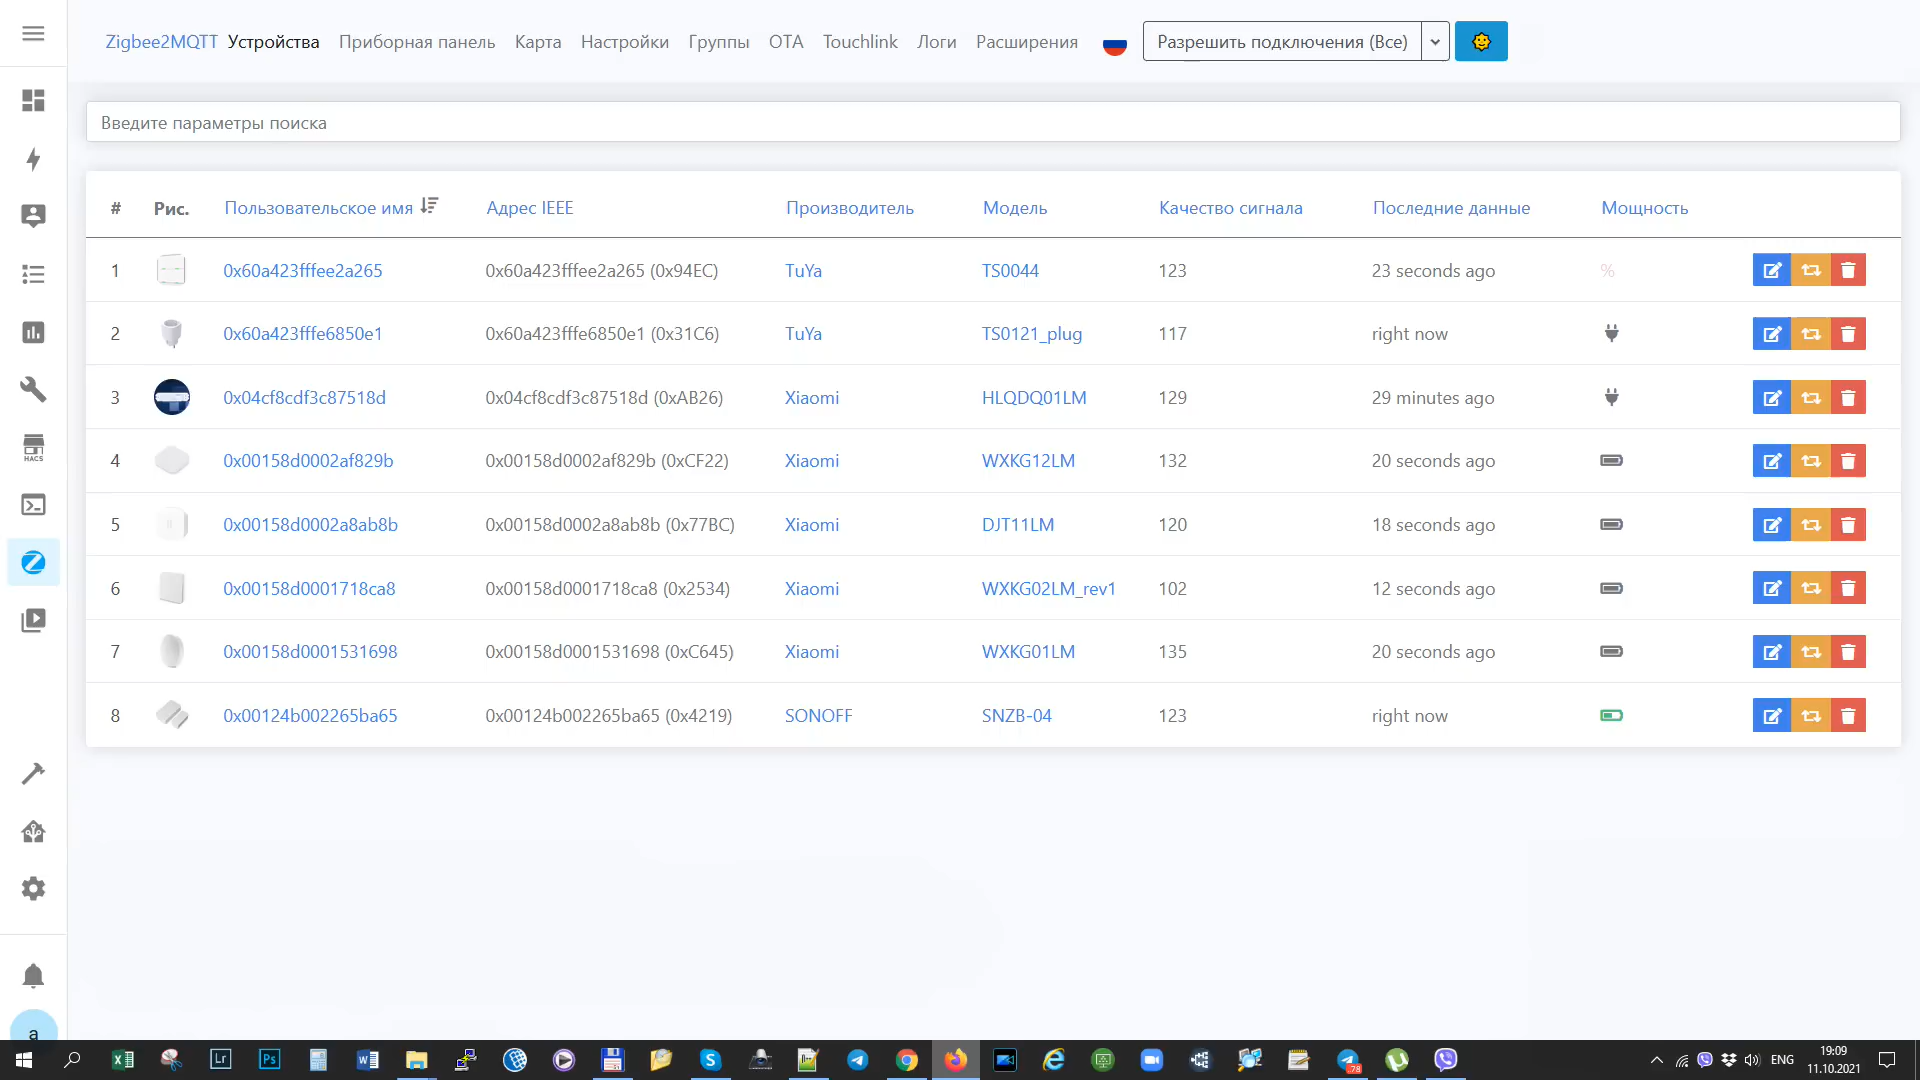 Zigbee2MQTT Устройства Приборная панель Карта Настройки Группы OTA Touchlink Логи Расширения Разрешить подключения (Все)
Введите параметры поиска
# Рис. Пользовательское имя Адрес IEEE Производитель Модель Качество сигнала Последние данные Мощность
1 0x60a423fffee2a265 0x60a423fffee2a265 (0x94EC) TuYa TS0044 123 23 seconds ago %
2 0x60a423fffe6850e1 0x60a423fffe6850e1 (0x31C6) TuYa TS0121_plug 117 right now
3 0x04cf8cdf3c87518d 0x04cf8cdf3c87518d (0xAB26) Xiaomi HLQDQ01LM 129 29 minutes ago
4 0x00158d0002af829b 0x00158d0002af829b (0xCF22) Xiaomi WXKG12LM 132 20 seconds ago
HACS
5 0x00158d0002a8ab8b 0x00158d0002a8ab8b (0x77BC) Xiaomi DJT11LM 120 18 seconds ago
6 0x00158d0001718ca8 0x00158d0001718ca8 (0x2534) Xiaomi WXKG02LM_rev1 102 12 seconds ago
7 0x00158d0001531698 0x00158d0001531698 (0xC645) Xiaomi WXKG01LM 135 20 seconds ago
8 0x00124b002265ba65 0x00124b002265ba65 (0x4219) SONOFF SNZB-04 123 right now
a
Lr Ps 78 ENG 19:09
11.10.2021